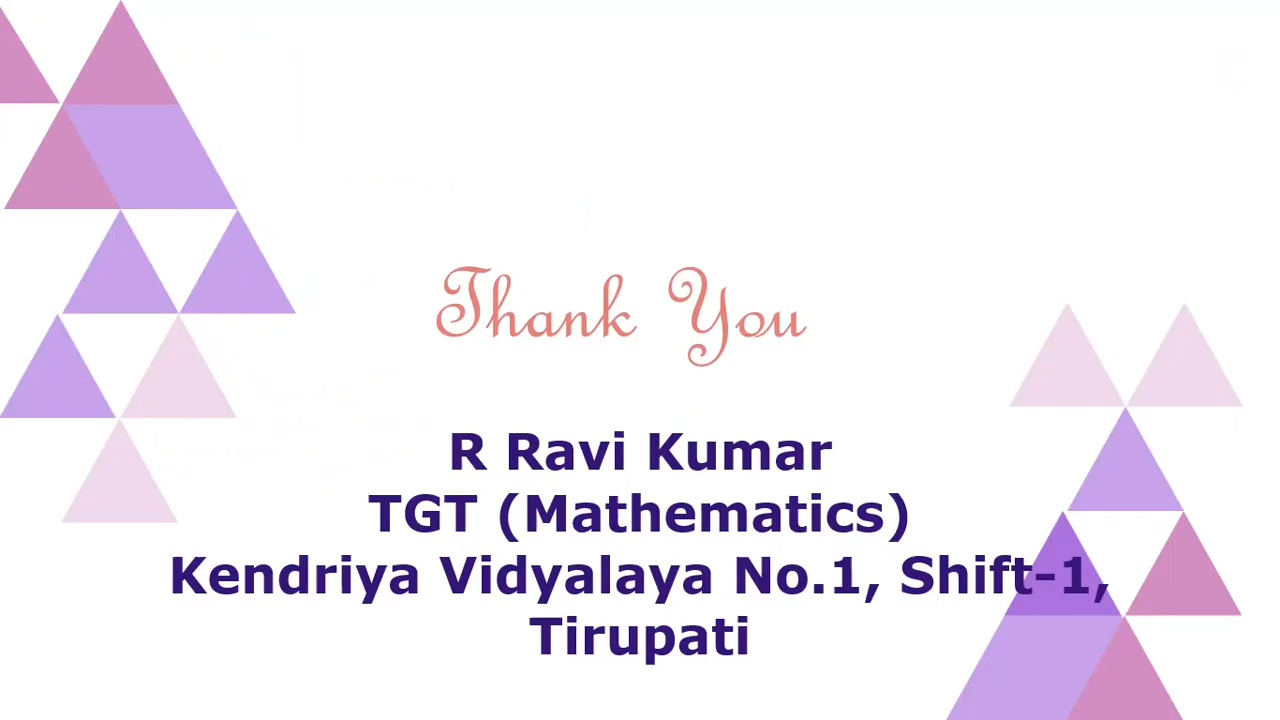 Thank You
R Ravi Kumar
TGT (Mathematics)
Kendriya Vidyalaya No.1, Shift-1,
Tirupati